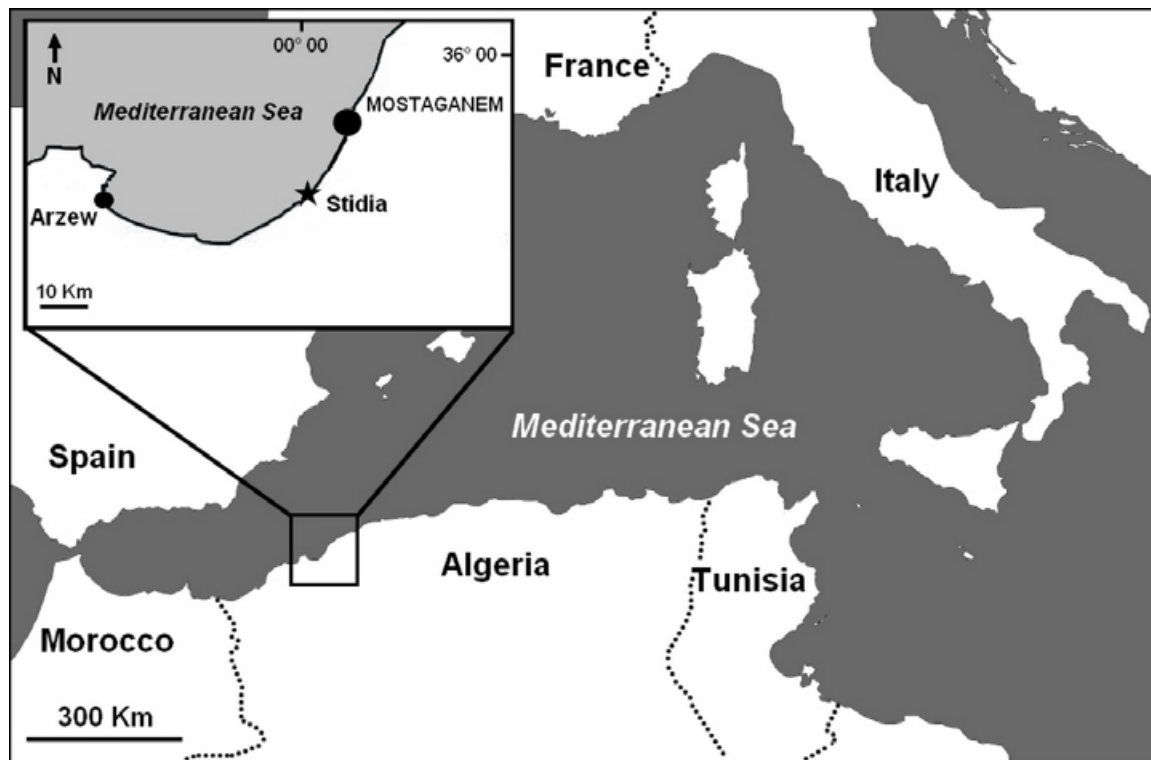 00° 00
36° 00
N
Mediterranean Sea
MOSTAGANEM
Stidia
Arzew
10 Km
France
Italy
Mediterranean Sea
Spain
Algeria
Tunisia
Morocco
300 Km